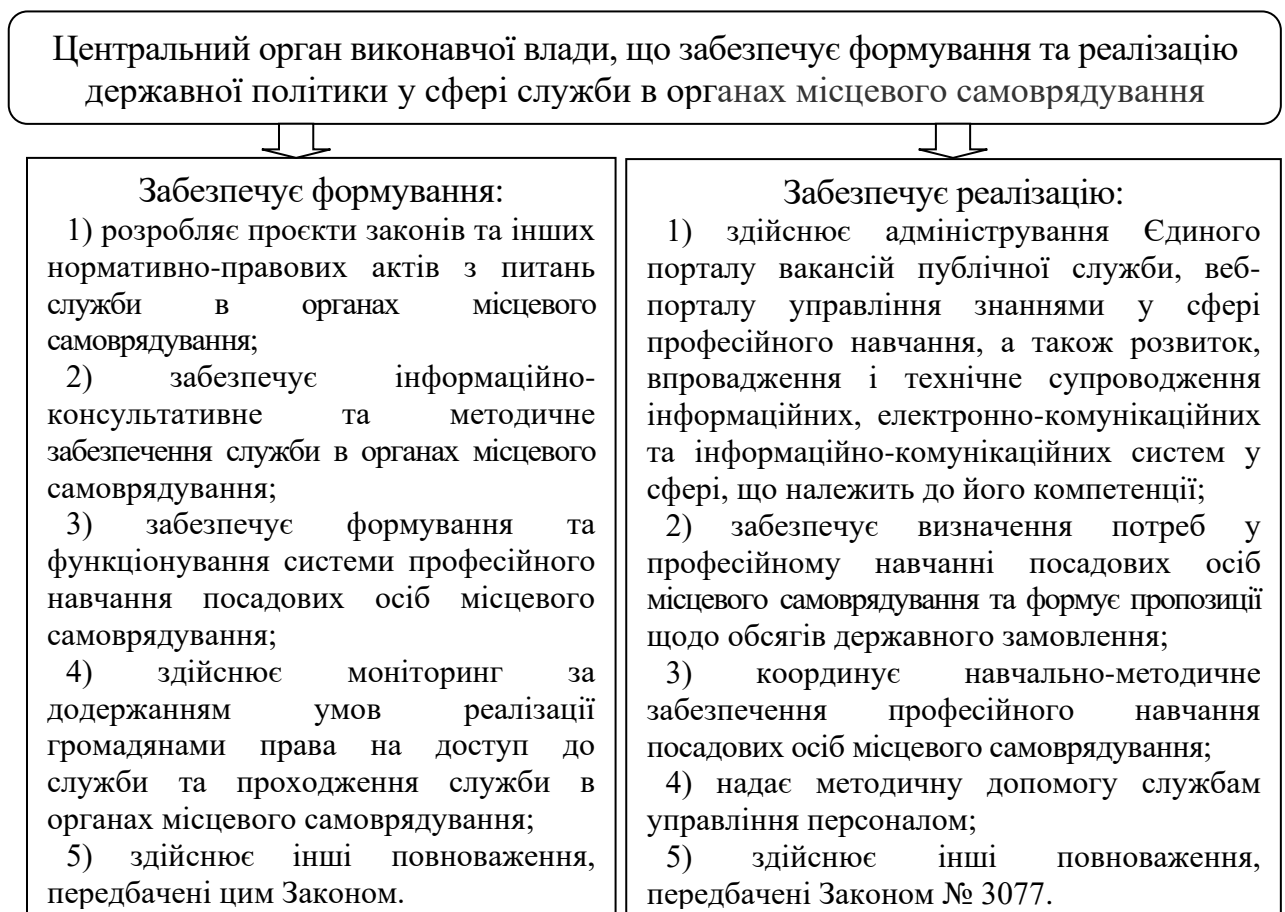 Центральний орган виконавчої влади, що забезпечує формування та реалізацію
державної політики у сфері служби в органах місцевого самоврядування
Забезпечує формування:
1) розробляє проєкти законів та інших
нормативно-правових актів з питань
служби в органах місцевого
самоврядування;
2) забезпечує інформаційно-
консультативне та методичне
забезпечення служби в органах місцевого
самоврядування;
3) забезпечує формування та
функціонування системи професійного
навчання посадових осіб місцевого
самоврядування;
4) здійснює моніторинг за
додержанням умов реалізації
громадянами права на доступ до
служби та проходження служби в
органах місцевого самоврядування;
5) здійснює інші повноваження,
передбачені цим Законом.
Забезпечує реалізацію:
1) здійснює адміністрування Єдиного
порталу вакансій публічної служби, веб-
порталу управління знаннями у сфері
професійного навчання, а також розвиток,
впровадження і технічне супроводження
інформаційних, електронно-комунікаційних
та інформаційно-комунікаційних систем у
сфері, що належить до його компетенції;
2) забезпечує визначення потреб у
професійному навчанні посадових осіб
місцевого самоврядування та формує пропозиції
щодо обсягів державного замовлення;
3) координує навчально-методичне
забезпечення професійного навчання
посадових осіб місцевого самоврядування;
4) надає методичну допомогу службам
управління персоналом;
5) здійснює інші повноваження,
передбачені Законом № 3077.